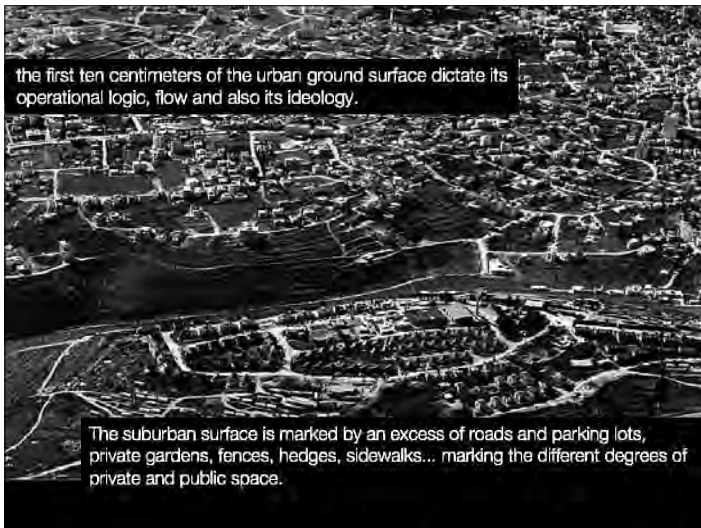 the first ten centimeters of the urban ground surface dictate its
operational logic, flow and also its ideology.
The suburban surface is marked by an excess of roads and parking lots,
private gardens, fences, hedges, sidewalks... marking the different degrees of
private and public space.